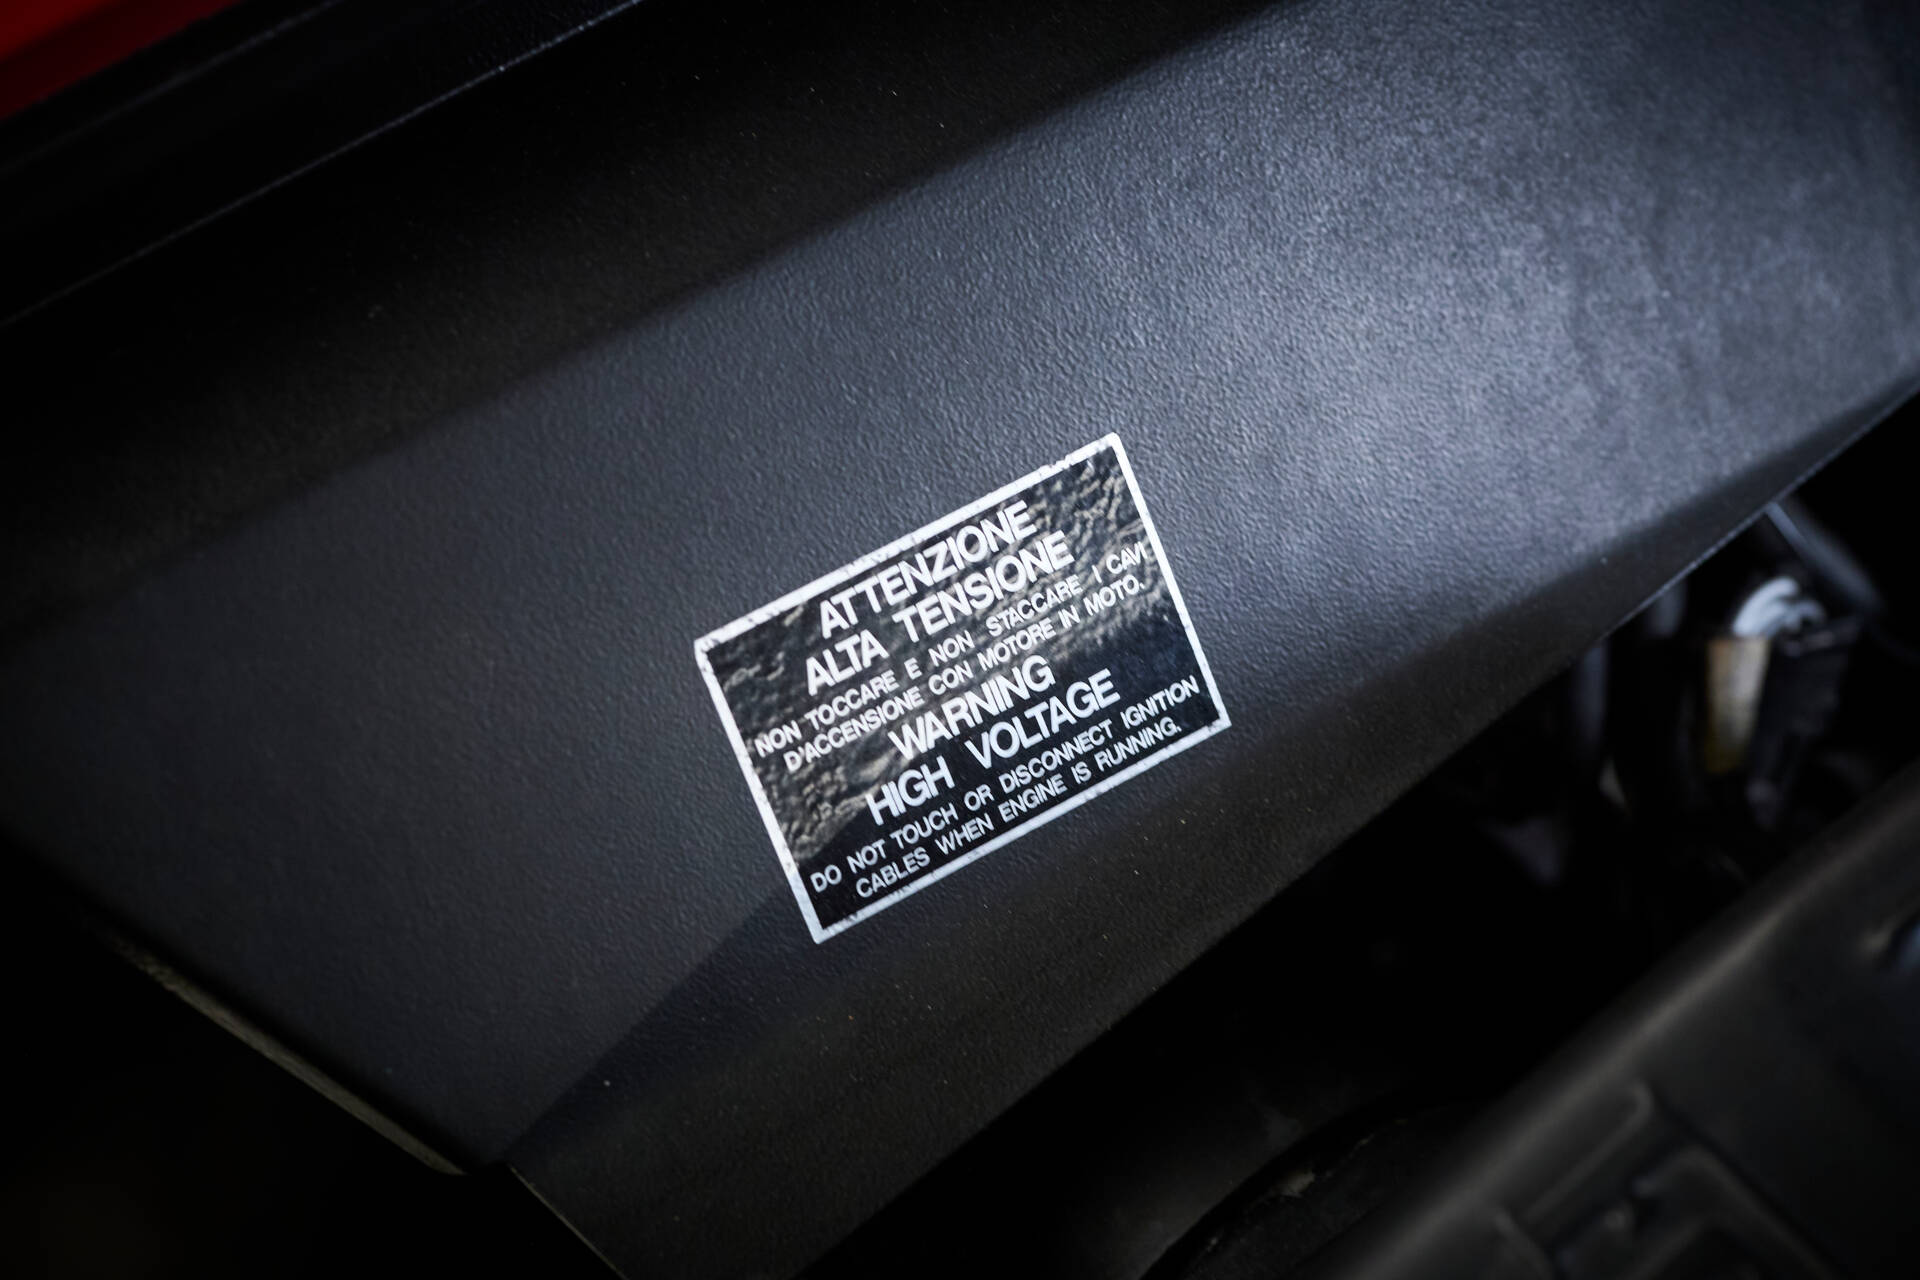 ATTENZIONE
ALTA TENSIONE
NON TOCCARE E NON STACCARE I CAVI
D'ACCENSIONE CON MOTORE IN MOTO.
WARNING
HIGH VOLTAGE
DO NOT TOUCH OR DISCONNECT IGNITION
CABLES WHEN ENGINE IS RUNNING.